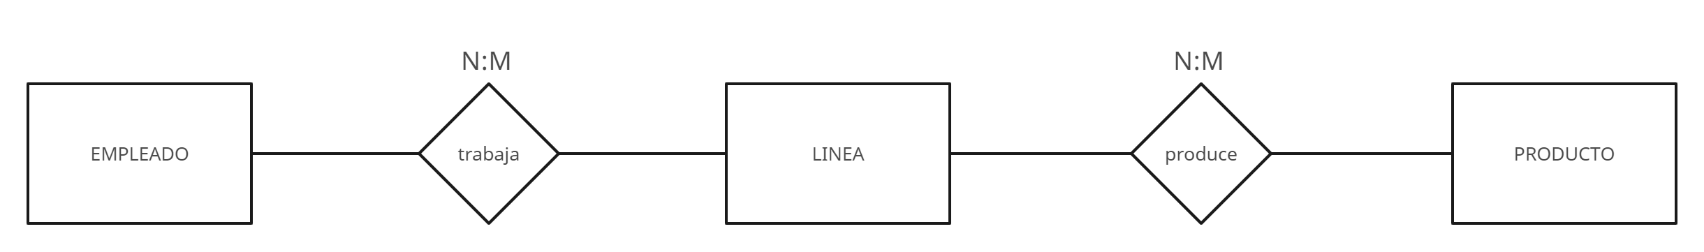 N:M
N:M
EMPLEADO
trabaja
LINEA
produce
PRODUCTO